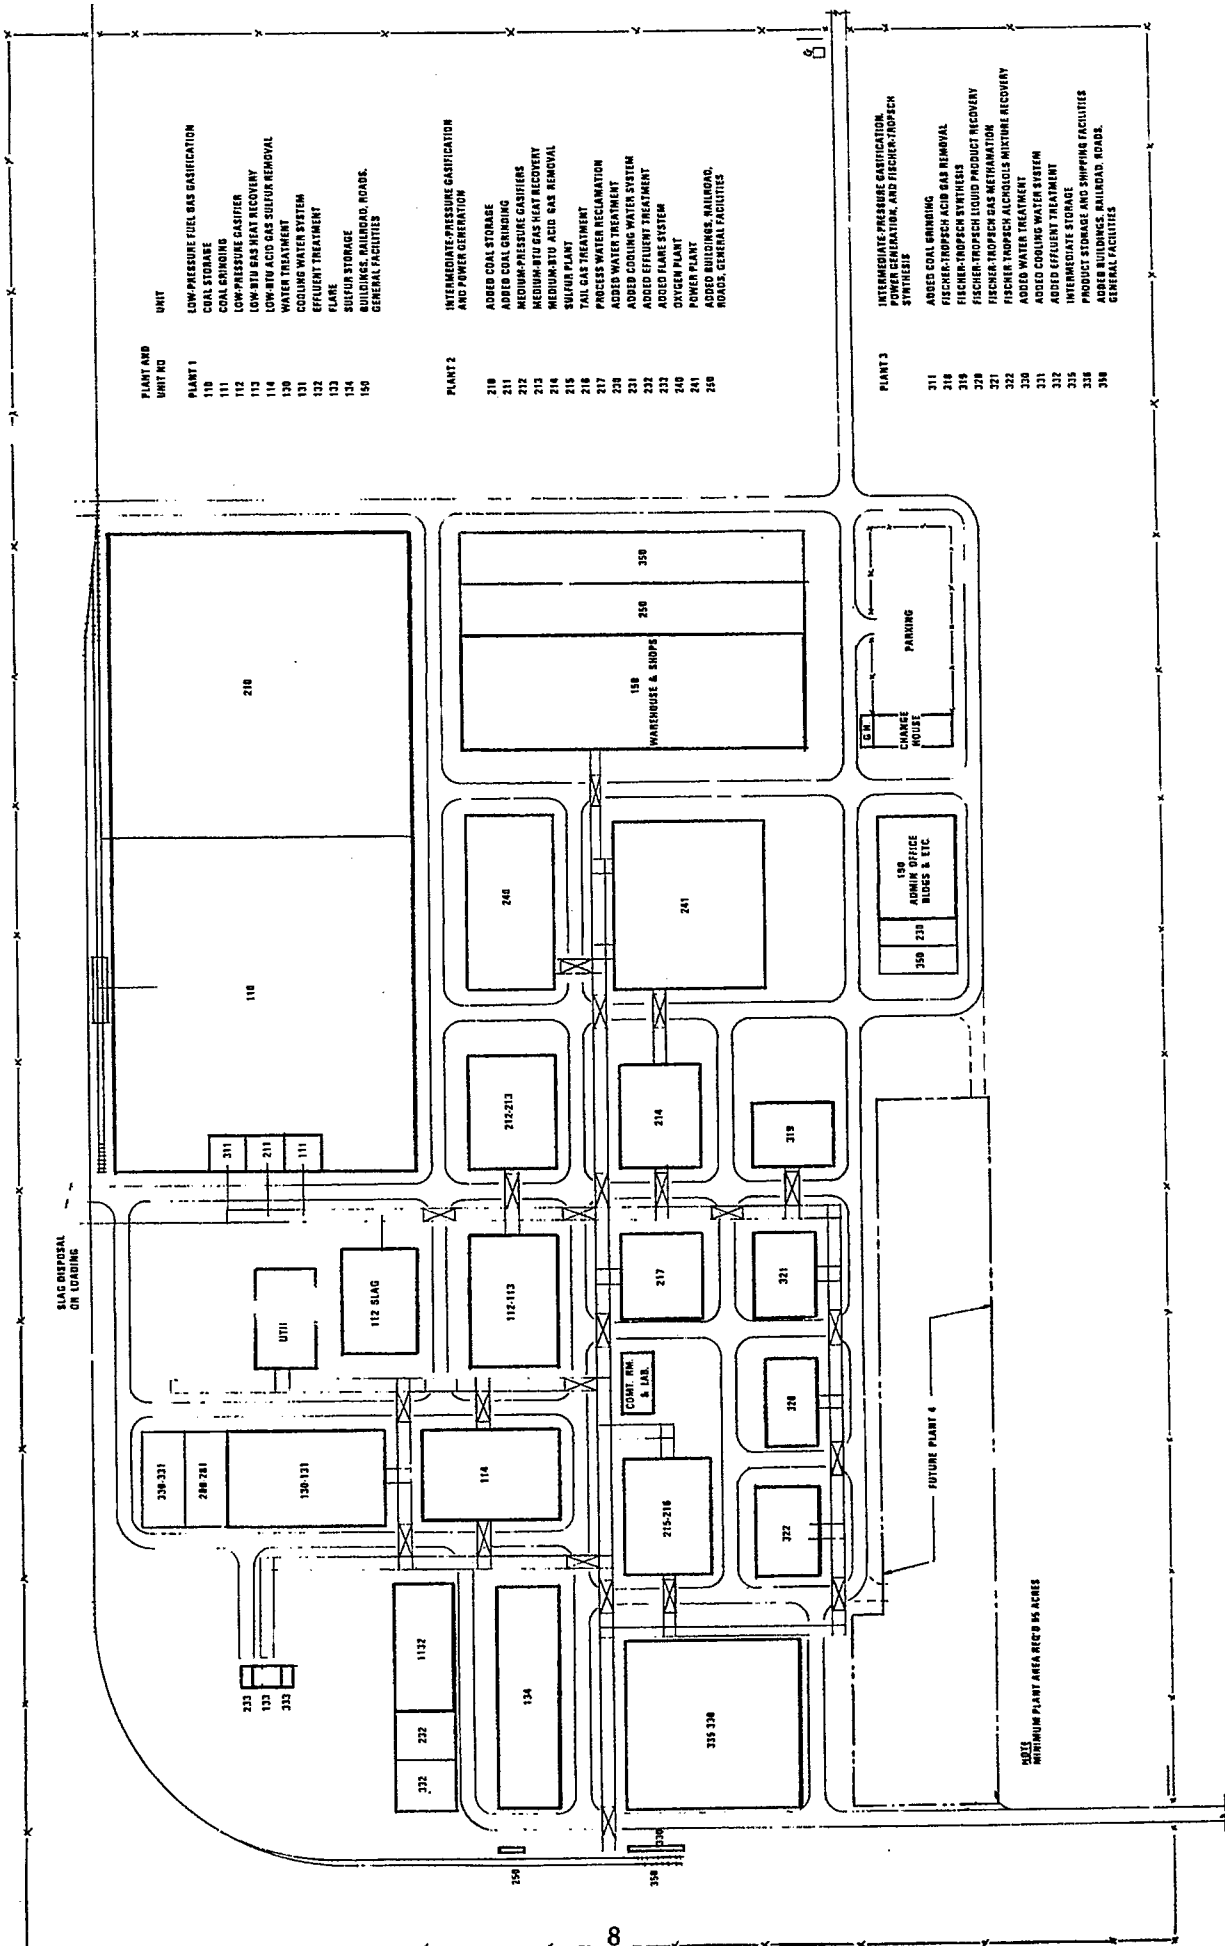 PLANT AND
UNIT NO
UNIT
PLANT 1
LOW-PRESSURE FUEL GAS GASIFICATION
110 COAL STORAGE
111 COAL GRINDING
112 LOW-PRESSURE GASIFIER
113 LOW-BTU GAS HEAT RECOVERY
114 LOW-BTU ACID GAS SULFUR REMOVAL
130 WATER TREATMENT
131 COOLING WATER SYSTEM
132 EFFLUENT TREATMENT
133 FLARE
134 SULFUR STORAGE
150 BUILDINGS, RAILROAD, ROADS,
GENERAL FACILITIES
PLANT 2
INTERMEDIATE-PRESSURE GASIFICATION
AND POWER GENERATION
210 ADDED COAL STORAGE
211 ADDED COAL GRINDING
212 MEDIUM-PRESSURE GASIFIERS
213 MEDIUM-BTU GAS HEAT RECOVERY
214 MEDIUM-BTU ACID GAS REMOVAL
215 SULFUR PLANT
216 TAIL GAS TREATMENT
217 PROCESS WATER RECLAMATION
230 ADDED WATER TREATMENT
231 ADDED COOLING WATER SYSTEM
232 ADDED EFFLUENT TREATMENT
233 ADDED FLARE SYSTEM
240 OXYGEN PLANT
241 POWER PLANT
250 ADDED BUILDINGS, RAILROAD,
ROADS, GENERAL FACILITIES
PLANT 3
INTERMEDIATE-PRESSURE GASIFICATION,
POWER GENERATION, AND FISCHER-TROPSCH
SYNTHESIS
311 ADDED COAL GRINDING
318 FISCHER-TROPSCH ACID GAS REMOVAL
319 FISCHER-TROPSCH SYNTHESIS
320 FISCHER-TROPSCH LIQUID PRODUCT RECOVERY
321 FISCHER-TROPSCH GAS METHANATION
322 FISCHER-TROPSCH ALCHOLOLS MIXTURE RECOVERY
330 ADDED WATER TREATMENT
331 ADDED COOLING WATER SYSTEM
332 ADDED EFFLUENT TREATMENT
335 INTERMEDIATE STORAGE
336 PRODUCT STORAGE AND SHIPPING FACILITIES
350 ADDED BUILDINGS, RAILROAD, ROADS,
GENERAL FACILITIES
SLAG DISPOSAL
OR LOADING
210
110
311
211
111
UTIL
112 SLAG
330-331
130-131
233
133
333
350
250
150
WAREHOUSE & SHOPS
240
212-213
112-113
114
1132
232
332
134
241
214
217
CONT. RM.
& LAB.
215-216
335 336
250
350
330
319
321
320
322
G.H.
CHANGE
HOUSE
PARKING
150
ADMIN OFFICE
BLDGS & ETC
230
350
FUTURE PLANT 4
NOTE
MINIMUM PLANT AREA REQ'D 95 ACRES
8